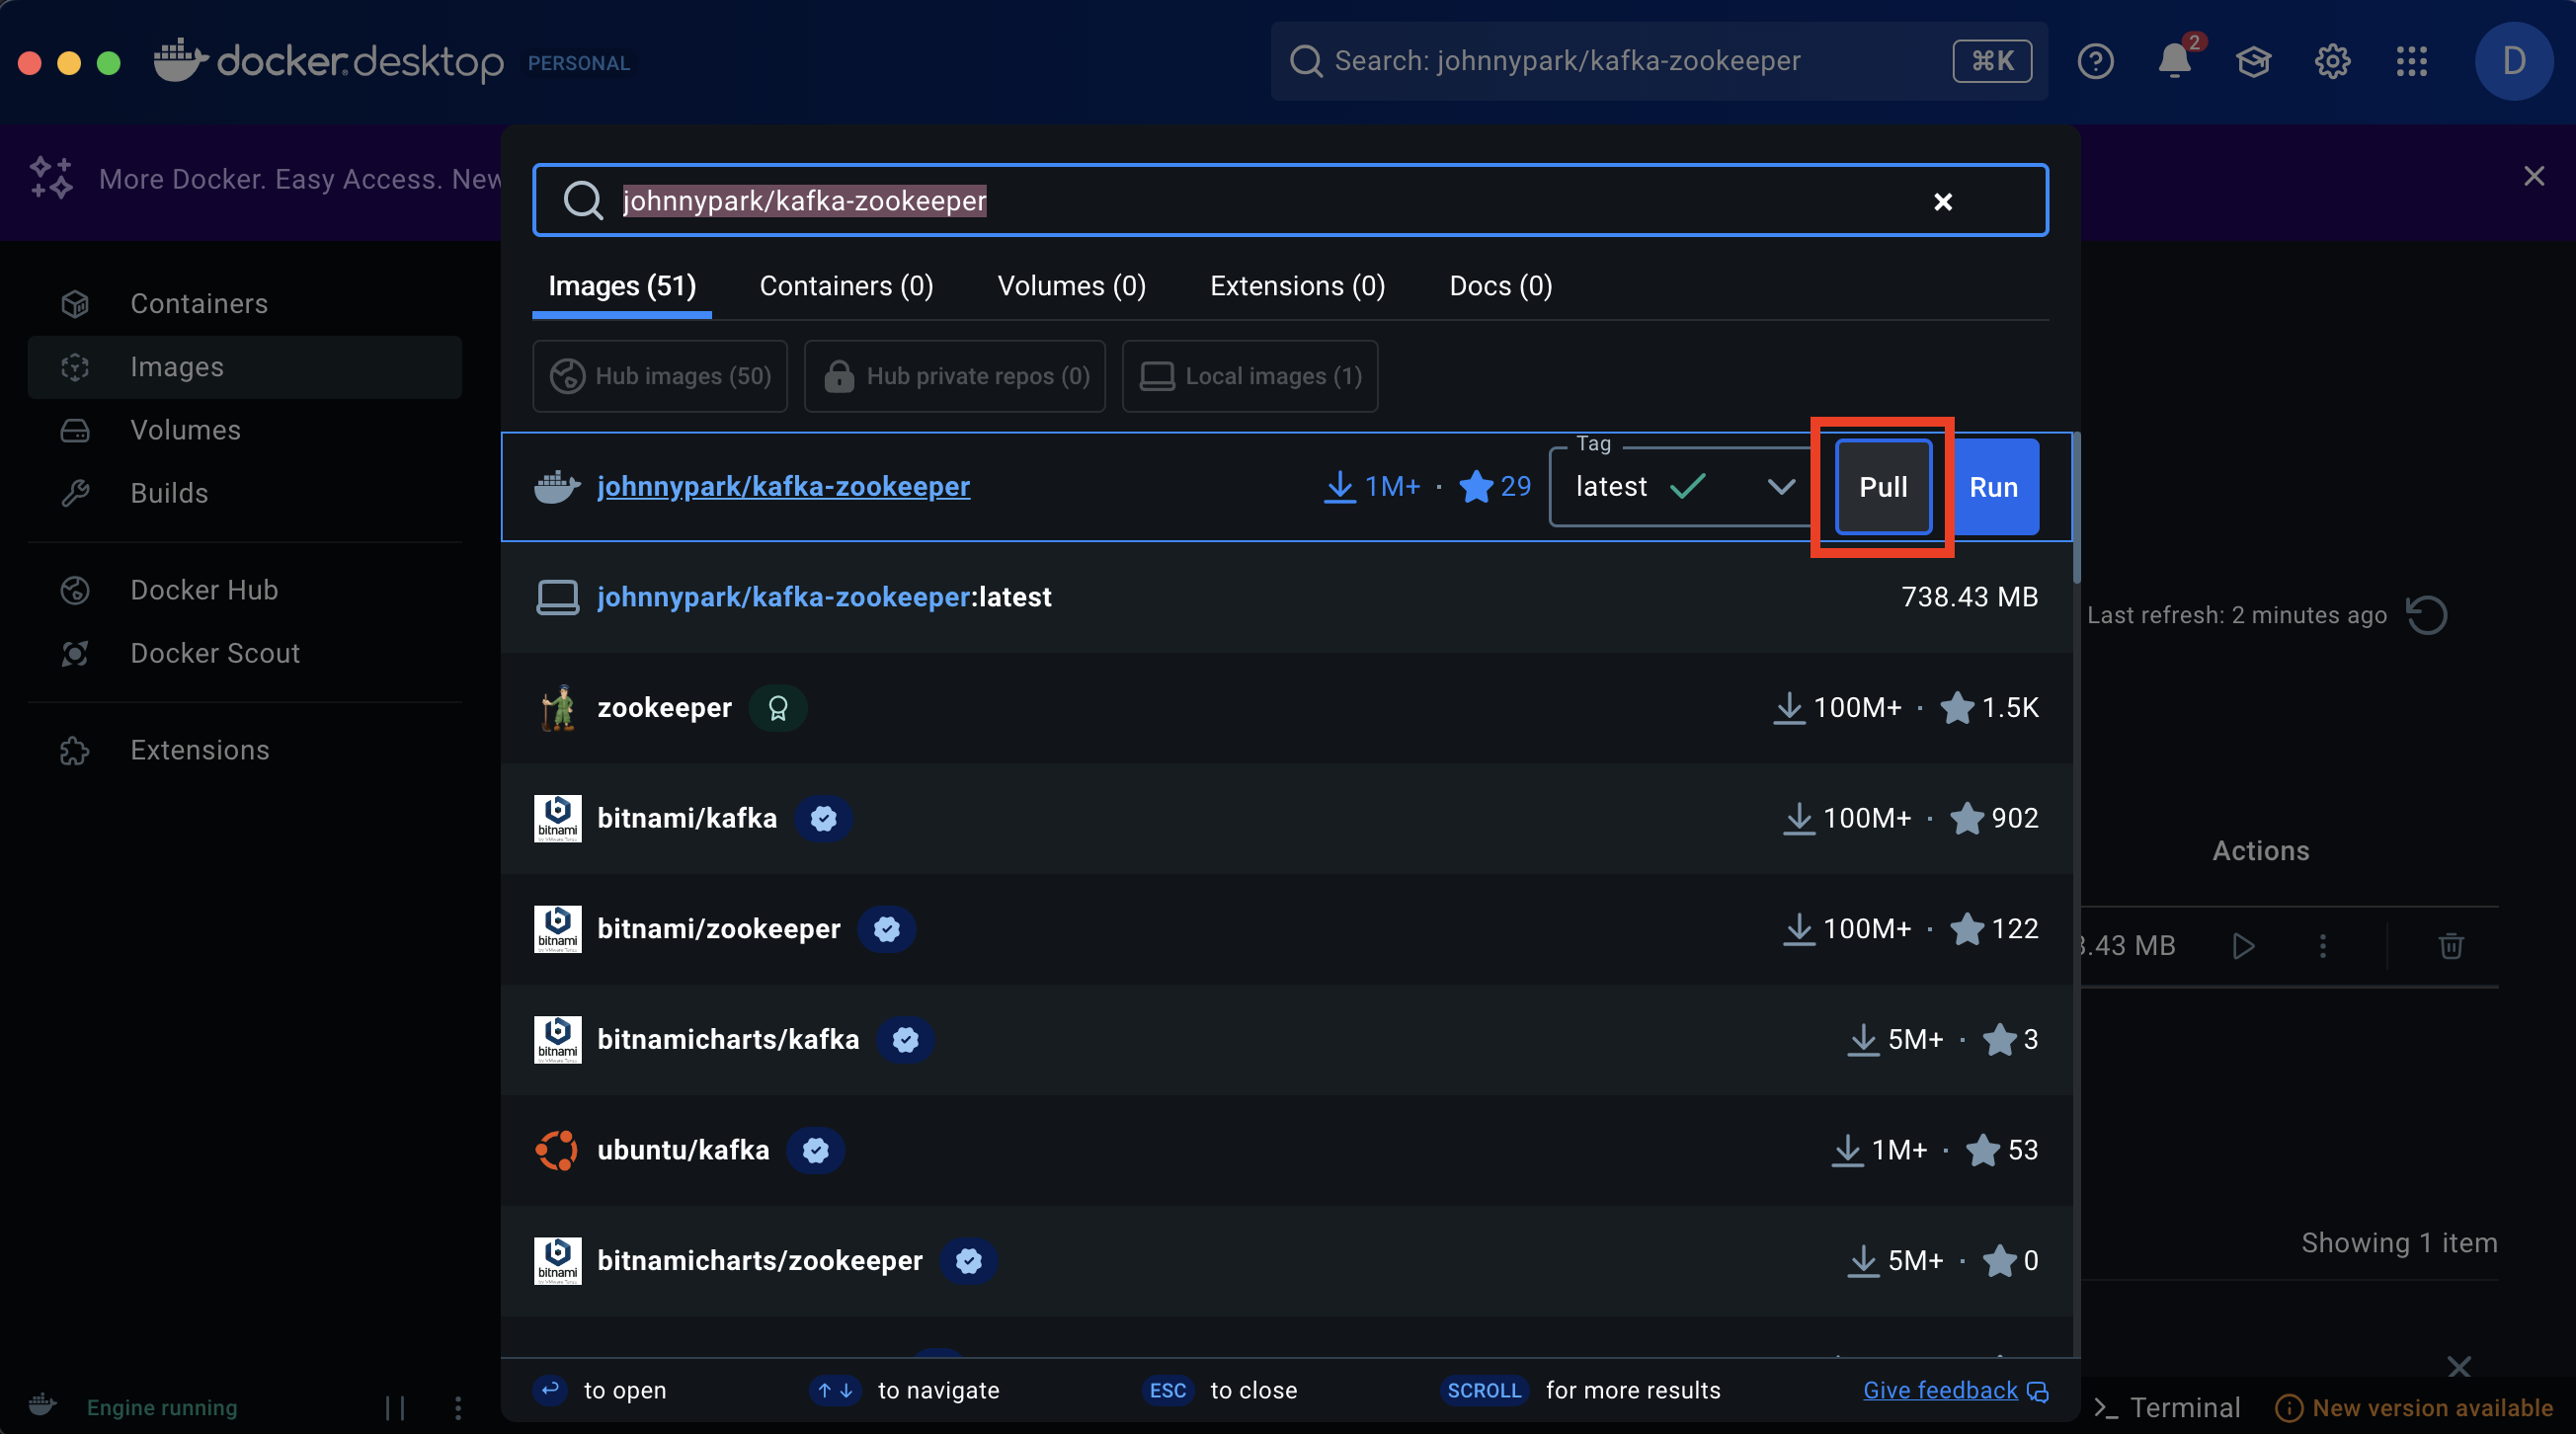 docker desktop PERSONAL
Search: johnnypark/kafka-zookeeper
⌘K
2
D
More Docker. Easy Access. New
johnnypark/kafka-zookeeper
Images (51) Containers (0) Volumes (0) Extensions (0) Docs (0)
Hub images (50) Hub private repos (0) Local images (1)
Containers
Images
Volumes
Builds
Docker Hub
Docker Scout
Extensions
Tag
johnnypark/kafka-zookeeper 1M+ · 29 latest Pull Run
johnnypark/kafka-zookeeper:latest 738.43 MB
zookeeper 100M+ · 1.5K
bitnami/kafka 100M+ · 902
bitnami/zookeeper 100M+ · 122
bitnamicharts/kafka 5M+ · 3
ubuntu/kafka 1M+ · 53
bitnamicharts/zookeeper 5M+ · 0
bitnami
bitnami
bitnami
bitnami
Last refresh: 2 minutes ago
Actions
.43 MB
Showing 1 item
to open ↑ ↓ to navigate ESC to close SCROLL for more results Give feedback
Engine running
Terminal
New version available